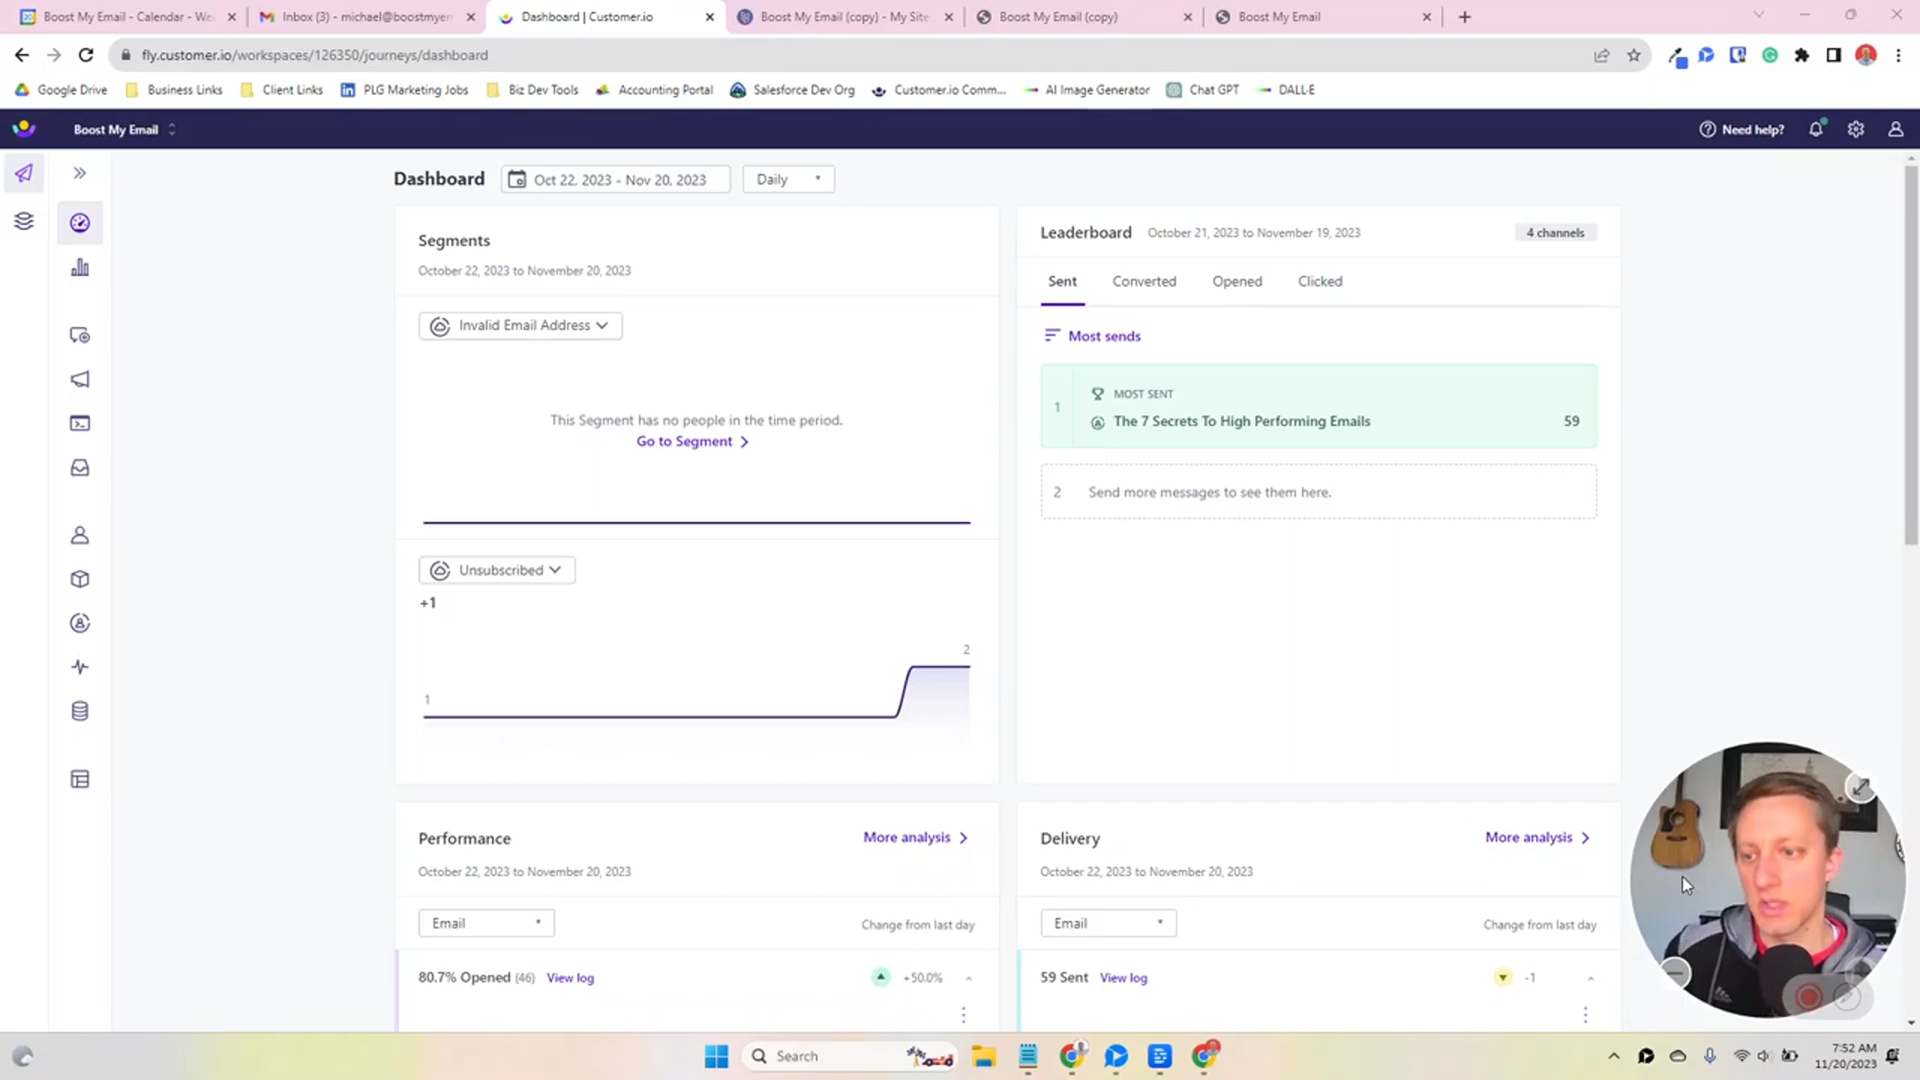 Boost My Email - Calendar - We
Inbox (3) - michael@boostmyem
Dashboard | Customer.io
Boost My Email (copy) - My Site
Boost My Email (copy)
Boost My Email
fly.customer.io/workspaces/126350/journeys/dashboard
Google Drive
Business Links
Client Links
PLG Marketing Jobs
Biz Dev Tools
Accounting Portal
Salesforce Dev Org
Customer.io Comm...
AI Image Generator
Chat GPT
DALL·E
Boost My Email
Need help?
Dashboard
Oct 22, 2023 - Nov 20, 2023
Daily
Segments
October 22, 2023 to November 20, 2023
Invalid Email Address
This Segment has no people in the time period.
Go to Segment
Unsubscribed
+1
2
1
Leaderboard
October 21, 2023 to November 19, 2023
4 channels
Sent
Converted
Opened
Clicked
Most sends
1
MOST SENT
The 7 Secrets To High Performing Emails
59
2
Send more messages to see them here.
Performance
More analysis
October 22, 2023 to November 20, 2023
Email
Change from last day
80.7% Opened (46)
View log
+50.0%
Delivery
More analysis
October 22, 2023 to November 20, 2023
Email
Change from last day
59 Sent
View log
-1
Search
7:52 AM
11/20/2023